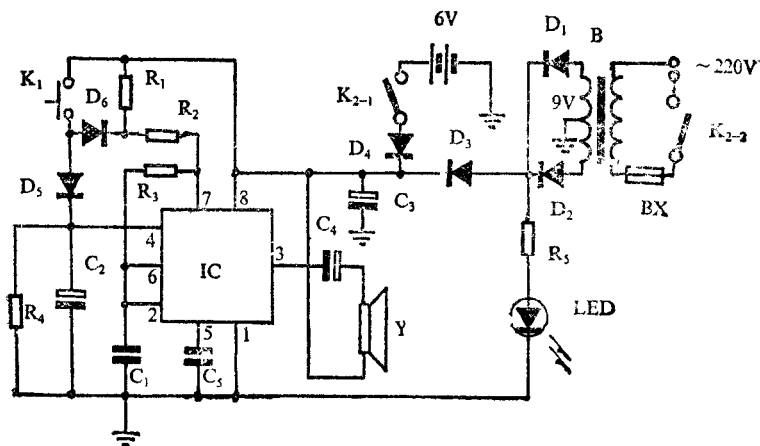 6V
D₁
B
K₁
R₁
~220V
D₆
R₂
K₂₋₁
9V
K₂₋₂
D₄
D₃
R₃
D₅
D₂
C₃
BX
7
8
C₄
4
3
R₅
C₂
6
IC
LED
R₄
2
Y
5
1
C₁
C₅